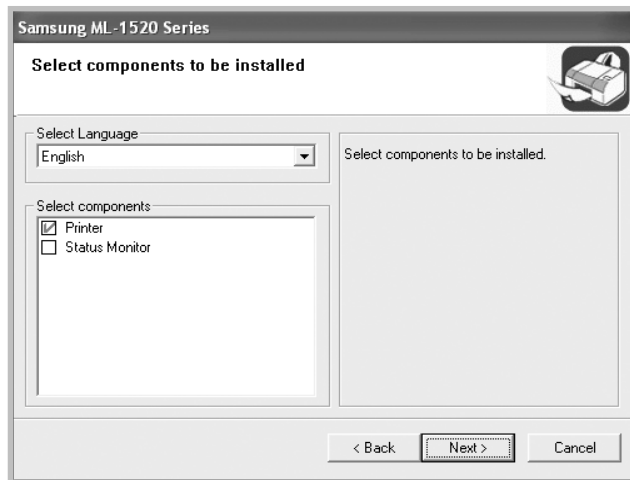 Samsung ML-1520 Series
Select components to be installed
Select Language
English
Select components to be installed.
Select components
Printer
Status Monitor
< Back
Next >
Cancel